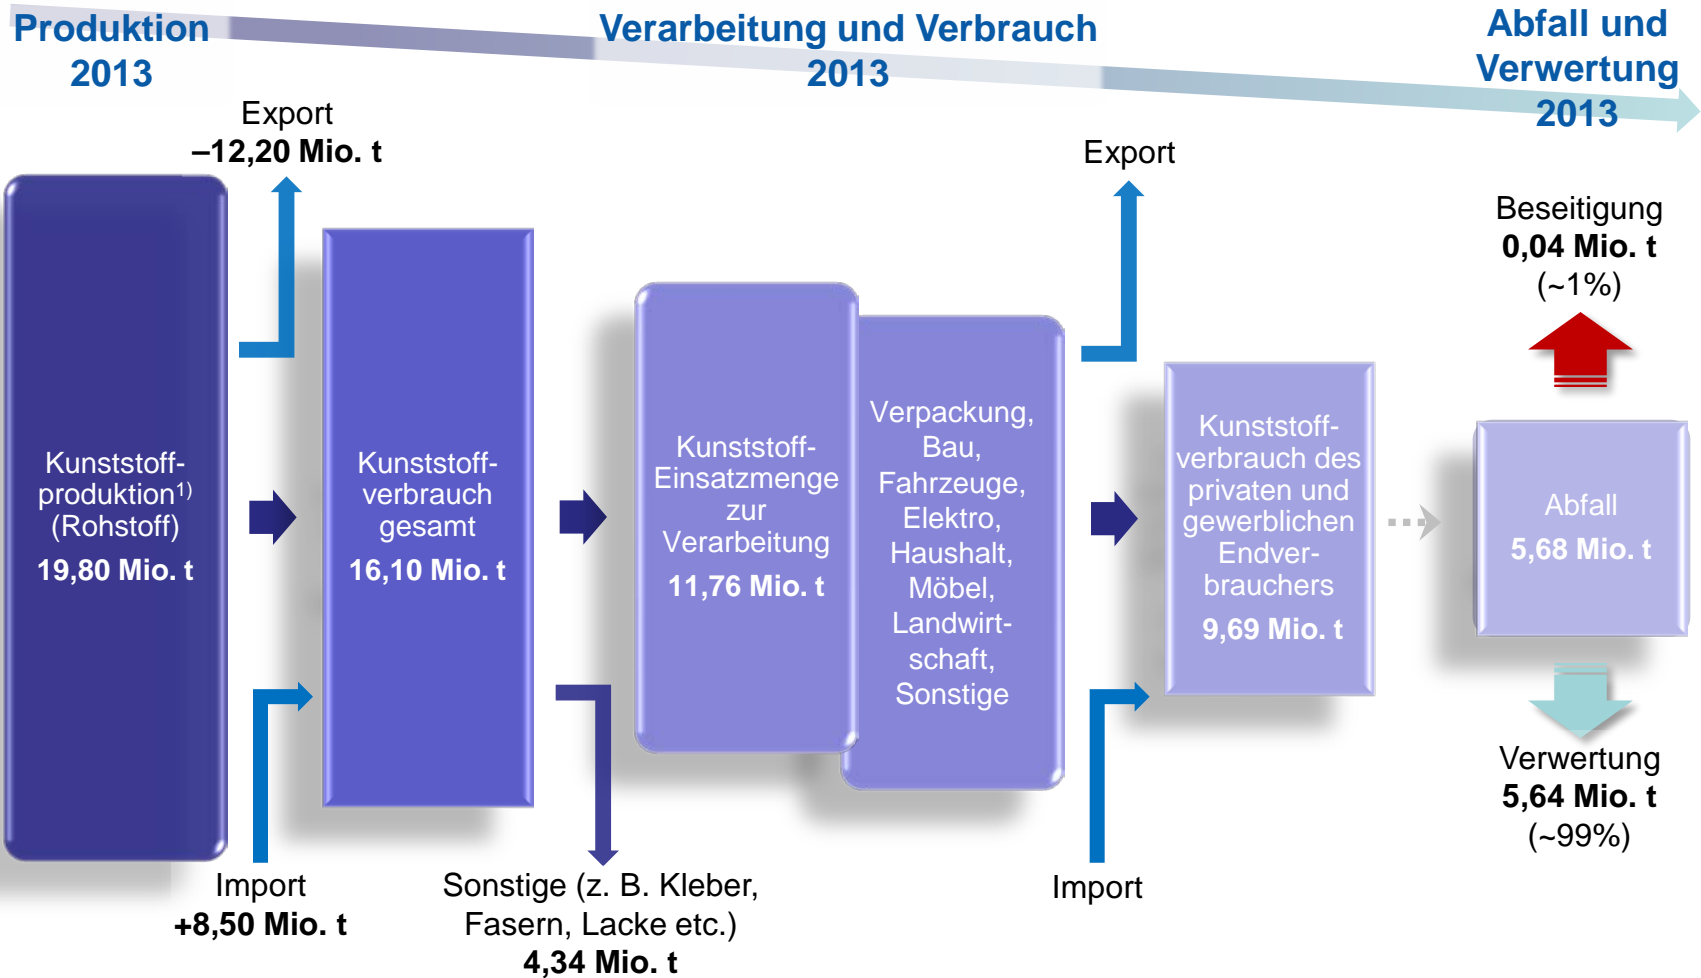 Produktion
2013
Verarbeitung und Verbrauch
2013
Abfall und
Verwertung
2013
Export
–12,20 Mio. t
Kunststoff-
produktion¹⁾
(Rohstoff)
19,80 Mio. t
Import
+8,50 Mio. t
Kunststoff-
verbrauch
gesamt
16,10 Mio. t
Sonstige (z. B. Kleber,
Fasern, Lacke etc.)
4,34 Mio. t
Kunststoff-
Einsatzmenge
zur
Verarbeitung
11,76 Mio. t
Verpackung,
Bau,
Fahrzeuge,
Elektro,
Haushalt,
Möbel,
Landwirt-
schaft,
Sonstige
Export
Import
Kunststoff-
verbrauch des
privaten und
gewerblichen
Endver-
brauchers
9,69 Mio. t
Beseitigung
0,04 Mio. t
(~1%)
Abfall
5,68 Mio. t
Verwertung
5,64 Mio. t
(~99%)